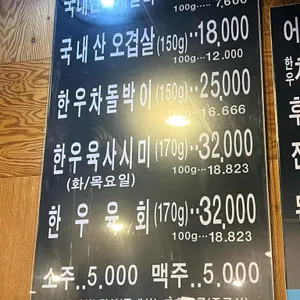 100g....7,600
국내산 오겹살(150g)..18,000
100g...12.000
한우차돌박이(150g)..25,000
16.666
한우육사시미(170g)..32,000
(화/목요일) 100g...18.823
한 우 육 회 (170g)..32,000
100g...18.823
소주..5.000 맥주..5.000